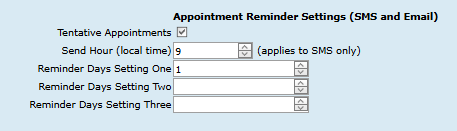 Appointment Reminder Settings (SMS and Email)
Tentative Appointments
Send Hour (local time) 9 (applies to SMS only)
Reminder Days Setting One 1
Reminder Days Setting Two
Reminder Days Setting Three